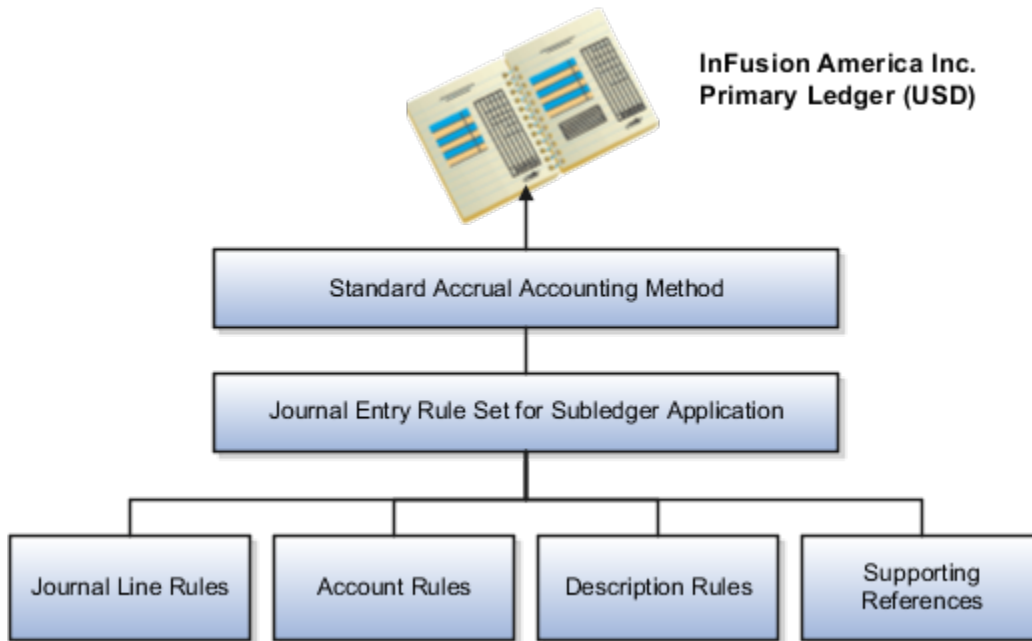 InFusion America Inc.
Primary Ledger (USD)
Standard Accrual Accounting Method
Journal Entry Rule Set for Subledger Application
Journal Line Rules
Account Rules
Description Rules
Supporting
References